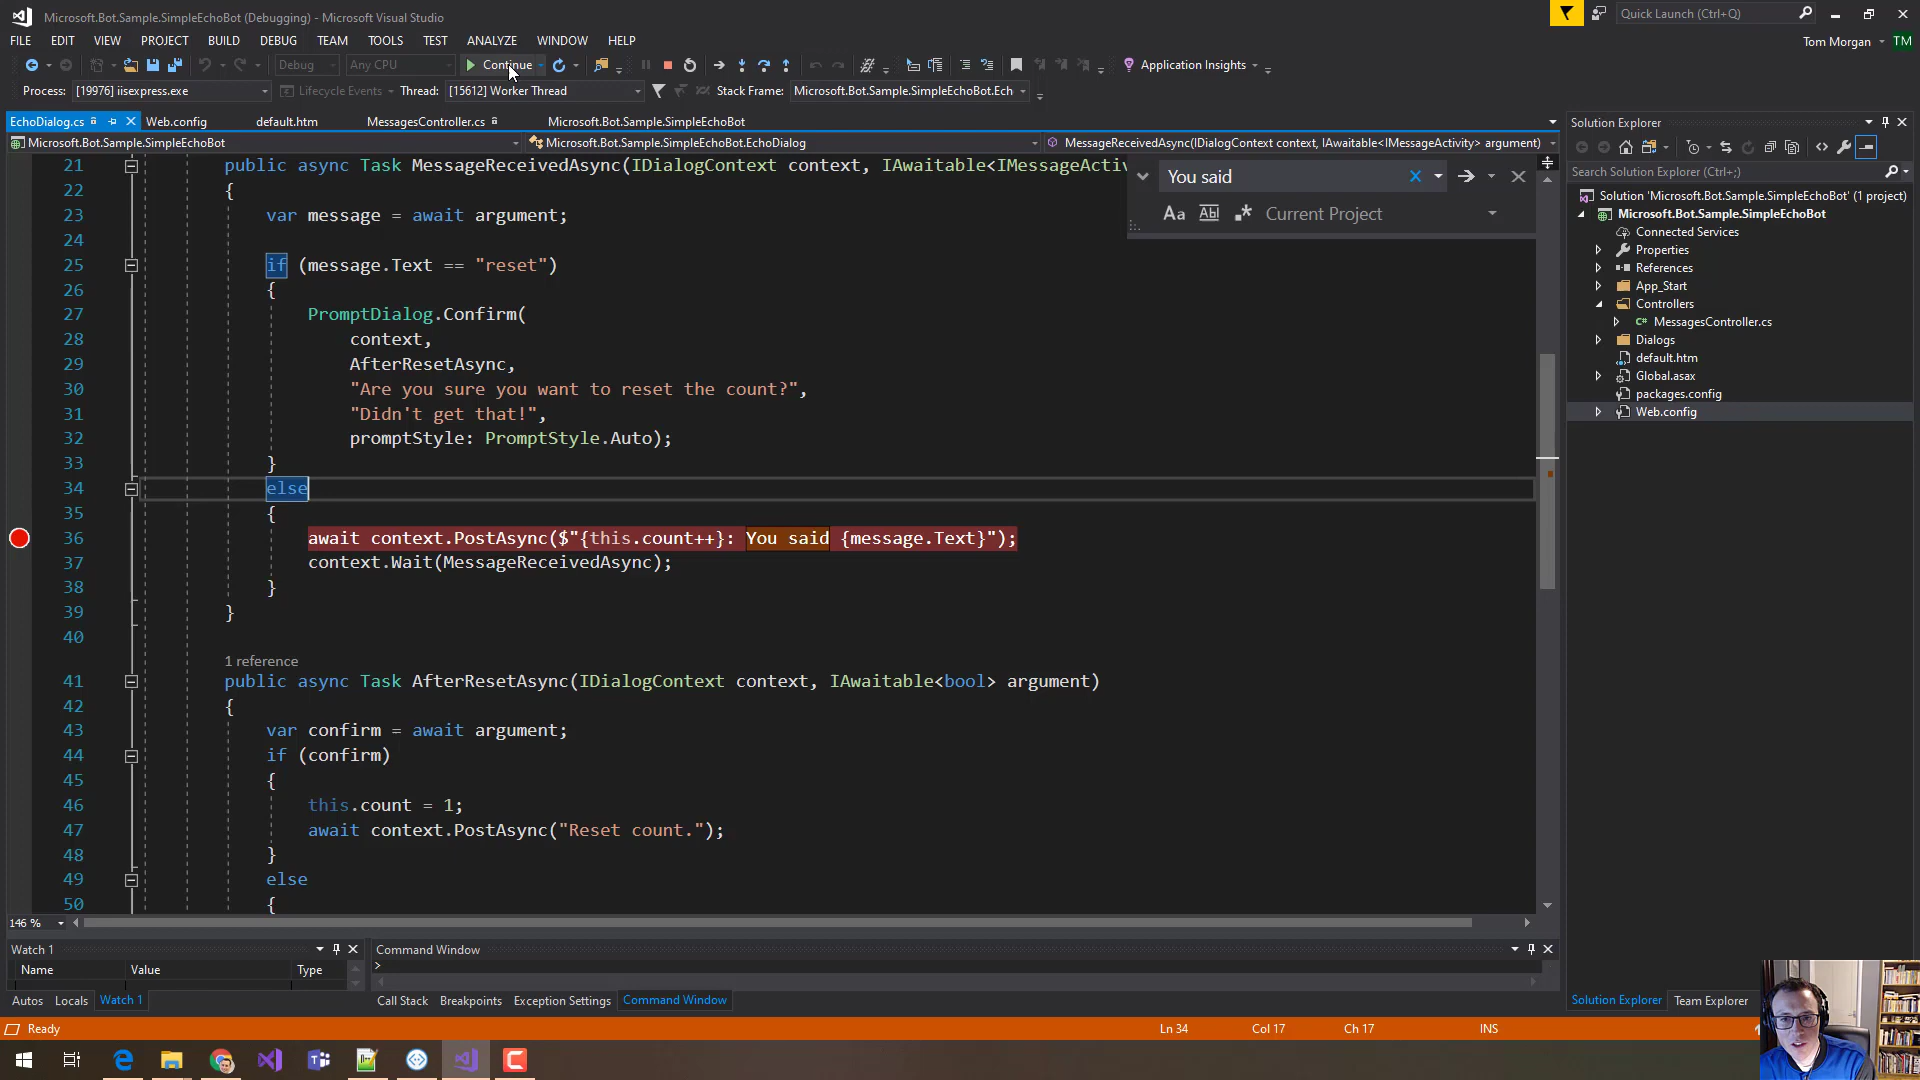 Microsoft.Bot.Sample.SimpleEchoBot (Debugging) - Microsoft Visual Studio
Quick Launch (Ctrl+Q)
FILE EDIT VIEW PROJECT BUILD DEBUG TEAM TOOLS TEST ANALYZE WINDOW HELP
Tom Morgan TM
Debug Any CPU Continue Application Insights
Process: [19976] iisexpress.exe Lifecycle Events Thread: [15612] Worker Thread Stack Frame: Microsoft.Bot.Sample.SimpleEchoBot.Ech
EchoDialog.cs Web.config default.htm MessagesController.cs Microsoft.Bot.Sample.SimpleEchoBot
Microsoft.Bot.Sample.SimpleEchoBot Microsoft.Bot.Sample.SimpleEchoBot.EchoDialog MessageReceivedAsync(IDialogContext context, IAwaitable<IMessageActivity> argument)
You said
Aa Abl Current Project
21 public async Task MessageReceivedAsync(IDialogContext context, IAwaitable<IMessageActiv
22 {
23 var message = await argument;
24
25 if (message.Text == "reset")
26 {
27 PromptDialog.Confirm(
28 context,
29 AfterResetAsync,
30 "Are you sure you want to reset the count?",
31 "Didn't get that!",
32 promptStyle: PromptStyle.Auto);
33 }
34 else
35 {
36 await context.PostAsync($"{this.count++}: You said {message.Text}");
37 context.Wait(MessageReceivedAsync);
38 }
39 }
40
1 reference
41 public async Task AfterResetAsync(IDialogContext context, IAwaitable<bool> argument)
42 {
43 var confirm = await argument;
44 if (confirm)
45 {
46 this.count = 1;
47 await context.PostAsync("Reset count.");
48 }
49 else
50 {
146 %
Solution Explorer
Search Solution Explorer (Ctrl+;)
Solution 'Microsoft.Bot.Sample.SimpleEchoBot' (1 project)
Microsoft.Bot.Sample.SimpleEchoBot
Connected Services
Properties
References
App_Start
Controllers
C# MessagesController.cs
Dialogs
default.htm
Global.asax
packages.config
Web.config
Watch 1
Name Value Type
Autos Locals Watch 1
Command Window
>
Call Stack Breakpoints Exception Settings Command Window
Solution Explorer Team Explorer
Ready Ln 34 Col 17 Ch 17 INS